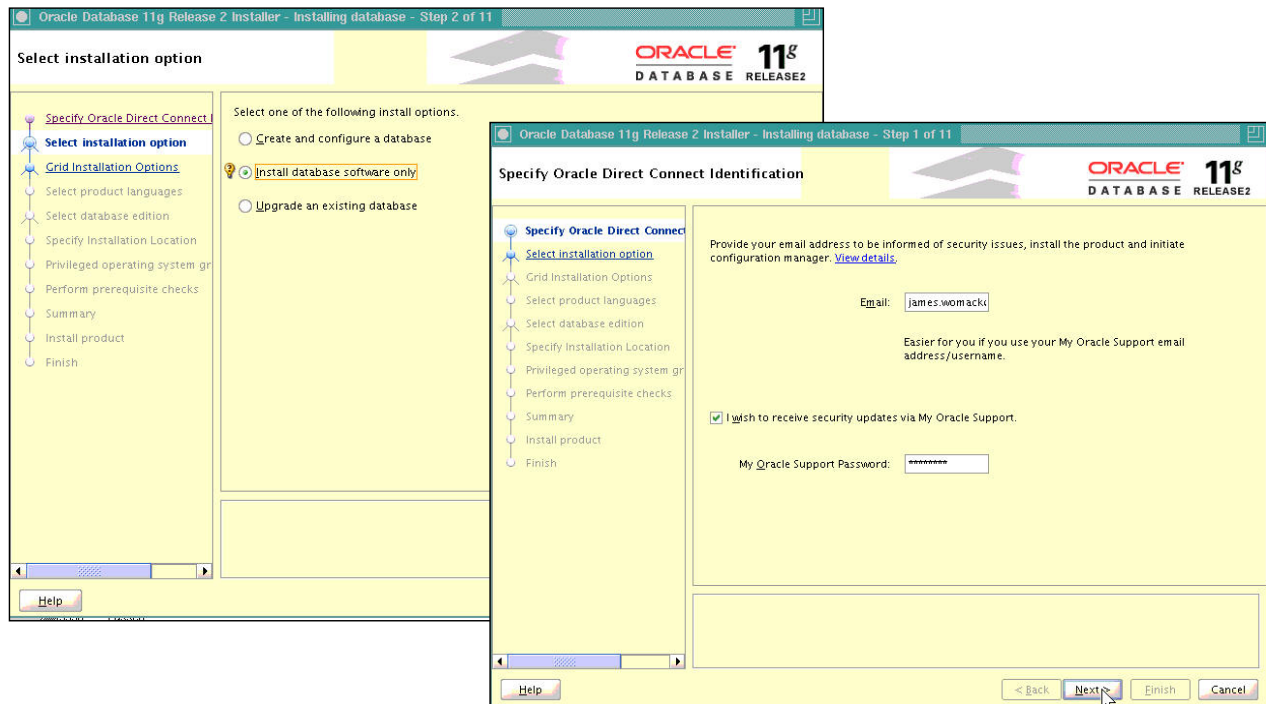 Oracle Database 11g Release 2 Installer - Installing database - Step 2 of 11
Select installation option
ORACLE
DATABASE
11g
RELEASE2
Specify Oracle Direct Connect
Select installation option
Grid Installation Options
Select product languages
Select database edition
Specify Installation Location
Privileged operating system gr
Perform prerequisite checks
Summary
Install product
Finish
Select one of the following install options.
Create and configure a database
Install database software only
Upgrade an existing database
Help
Oracle Database 11g Release 2 Installer - Installing database - Step 1 of 11
Specify Oracle Direct Connect Identification
ORACLE
DATABASE
11g
RELEASE2
Specify Oracle Direct Connect
Select installation option
Grid Installation Options
Select product languages
Select database edition
Specify Installation Location
Privileged operating system gr
Perform prerequisite checks
Summary
Install product
Finish
Provide your email address to be informed of security issues, install the product and initiate
configuration manager. View details.
Email: james.womack
Easier for you if you use your My Oracle Support email
address/username.
I wish to receive security updates via My Oracle Support.
My Oracle Support Password: ********
Help
< Back
Next >
Finish
Cancel